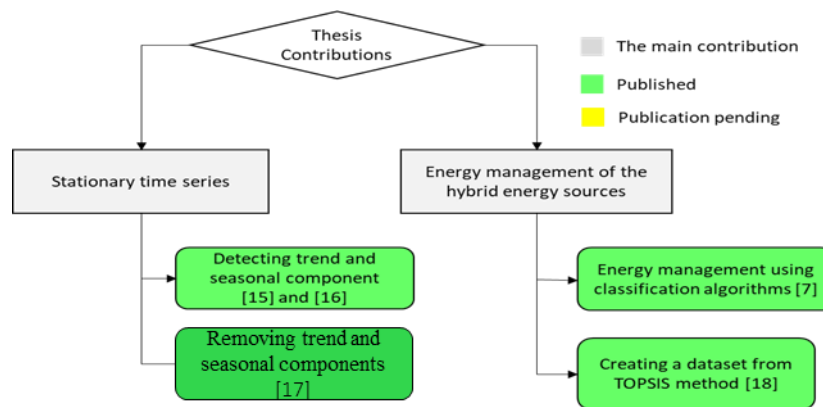 Thesis
Contributions
The main contribution
Published
Publication pending
Stationary time series
Energy management of the
hybrid energy sources
Detecting trend and
seasonal component
[15] and [16]
Removing trend and
seasonal components
[17]
Energy management using
classification algorithms [7]
Creating a dataset from
TOPSIS method [18]